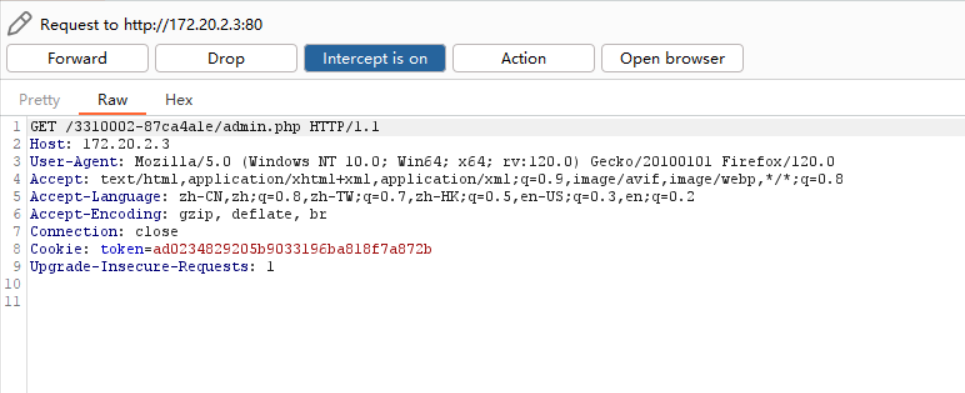 Request to http://172.20.2.3:80
Forward Drop Intercept is on Action Open browser
Pretty Raw Hex
1 GET /3310002-87ca4a1e/admin.php HTTP/1.1
2 Host: 172.20.2.3
3 User-Agent: Mozilla/5.0 (Windows NT 10.0; Win64; x64; rv:120.0) Gecko/20100101 Firefox/120.0
4 Accept: text/html,application/xhtml+xml,application/xml;q=0.9,image/avif,image/webp,*/*;q=0.8
5 Accept-Language: zh-CN,zh;q=0.8,zh-TW;q=0.7,zh-HK;q=0.5,en-US;q=0.3,en;q=0.2
6 Accept-Encoding: gzip, deflate, br
7 Connection: close
8 Cookie: token=ad0234829205b9033196ba818f7a872b
9 Upgrade-Insecure-Requests: 1
10
11